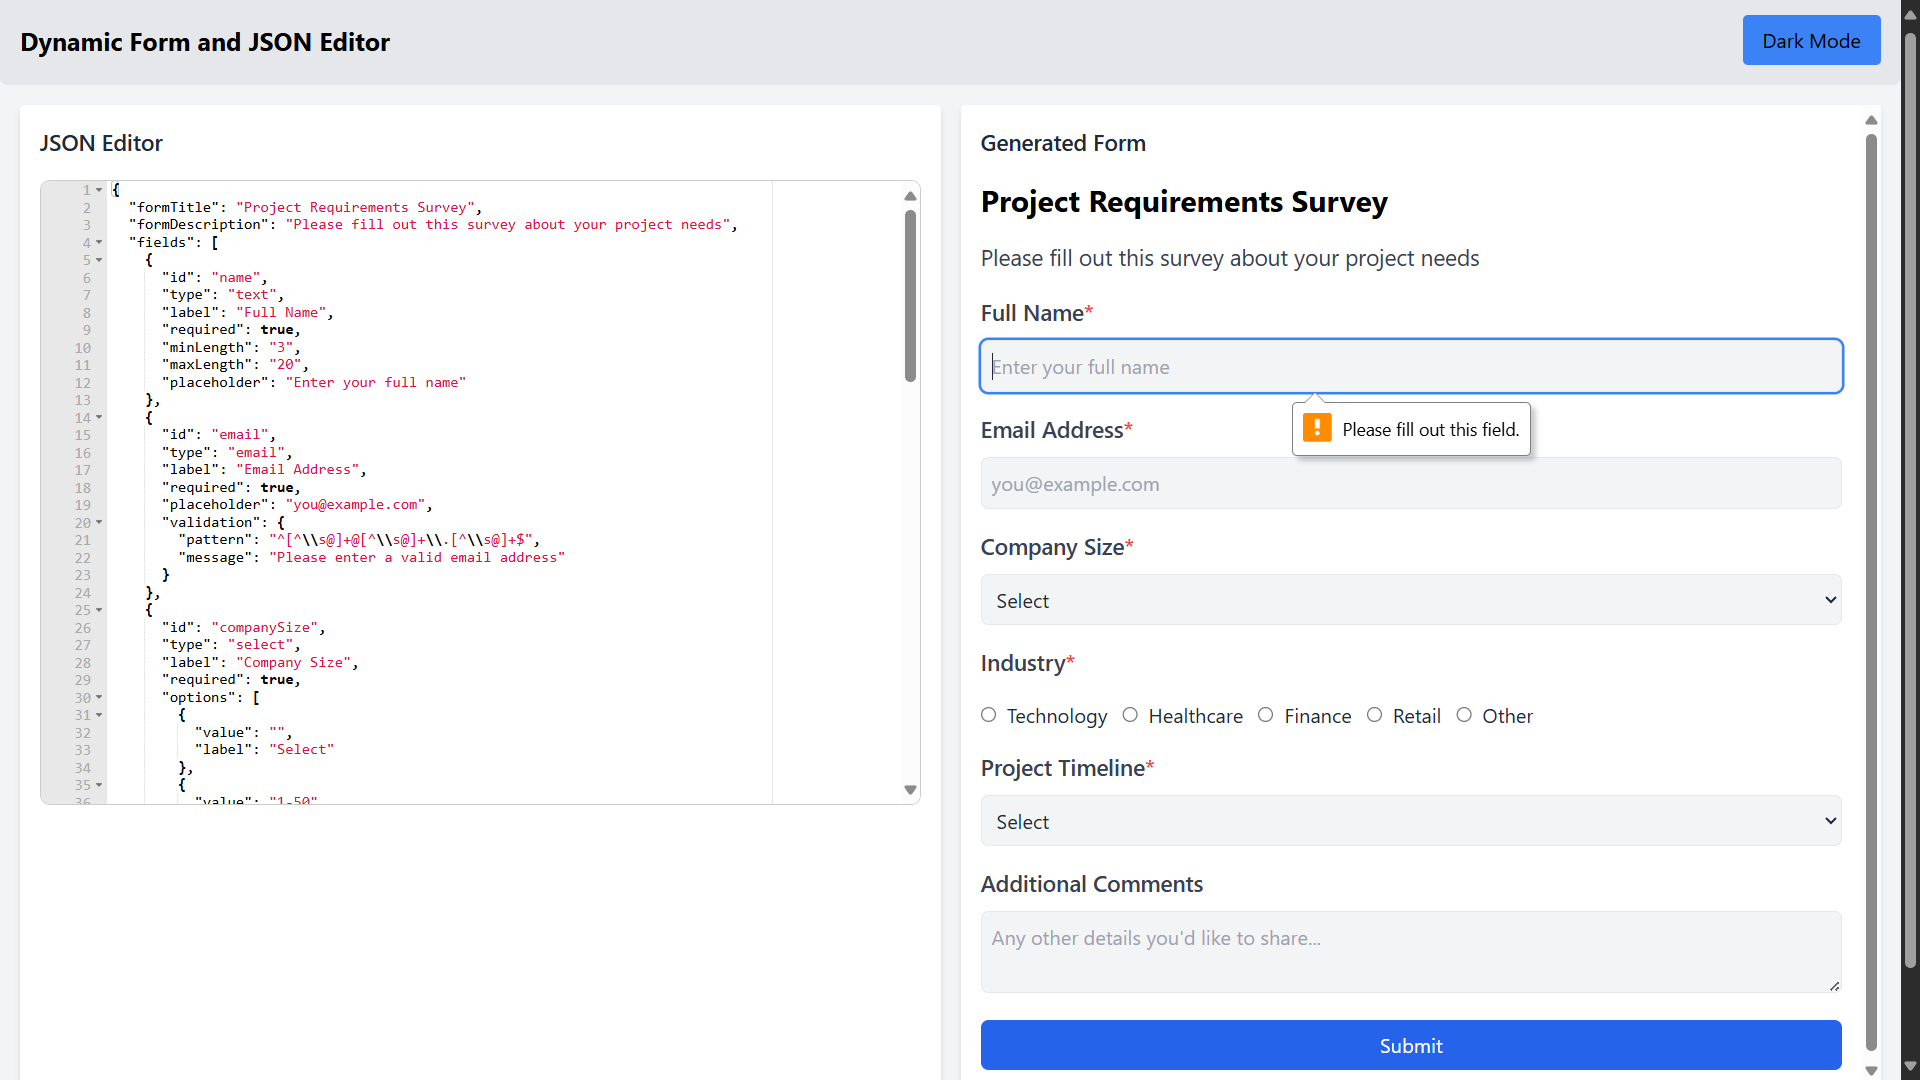 Dynamic Form and JSON Editor
Dark Mode
JSON Editor
1 {
2 "formTitle": "Project Requirements Survey",
3 "formDescription": "Please fill out this survey about your project needs",
4 "fields": [
5 {
6 "id": "name",
7 "type": "text",
8 "label": "Full Name",
9 "required": true,
10 "minLength": "3",
11 "maxLength": "20",
12 "placeholder": "Enter your full name"
13 },
14 {
15 "id": "email",
16 "type": "email",
17 "label": "Email Address",
18 "required": true,
19 "placeholder": "you@example.com",
20 "validation": {
21 "pattern": "^[^\\s@]+@[^\\s@]+\\.[^\\s@]+$",
22 "message": "Please enter a valid email address"
23 }
24 },
25 {
26 "id": "companySize",
27 "type": "select",
28 "label": "Company Size",
29 "required": true,
30 "options": [
31 {
32 "value": "",
33 "label": "Select"
34 },
35 {
36 "value": "1-50"
Generated Form
Project Requirements Survey
Please fill out this survey about your project needs
Full Name*
Enter your full name
Please fill out this field.
Email Address*
you@example.com
Company Size*
Select
Industry*
Technology Healthcare Finance Retail Other
Project Timeline*
Select
Additional Comments
Any other details you'd like to share...
Submit